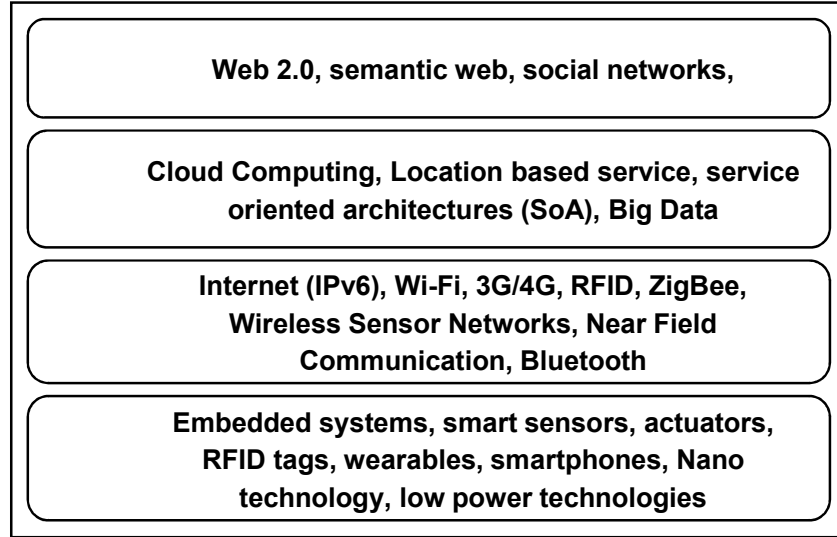 Web 2.0, semantic web, social networks,
Cloud Computing, Location based service, service
oriented architectures (SoA), Big Data
Internet (IPv6), Wi-Fi, 3G/4G, RFID, ZigBee,
Wireless Sensor Networks, Near Field
Communication, Bluetooth
Embedded systems, smart sensors, actuators,
RFID tags, wearables, smartphones, Nano
technology, low power technologies